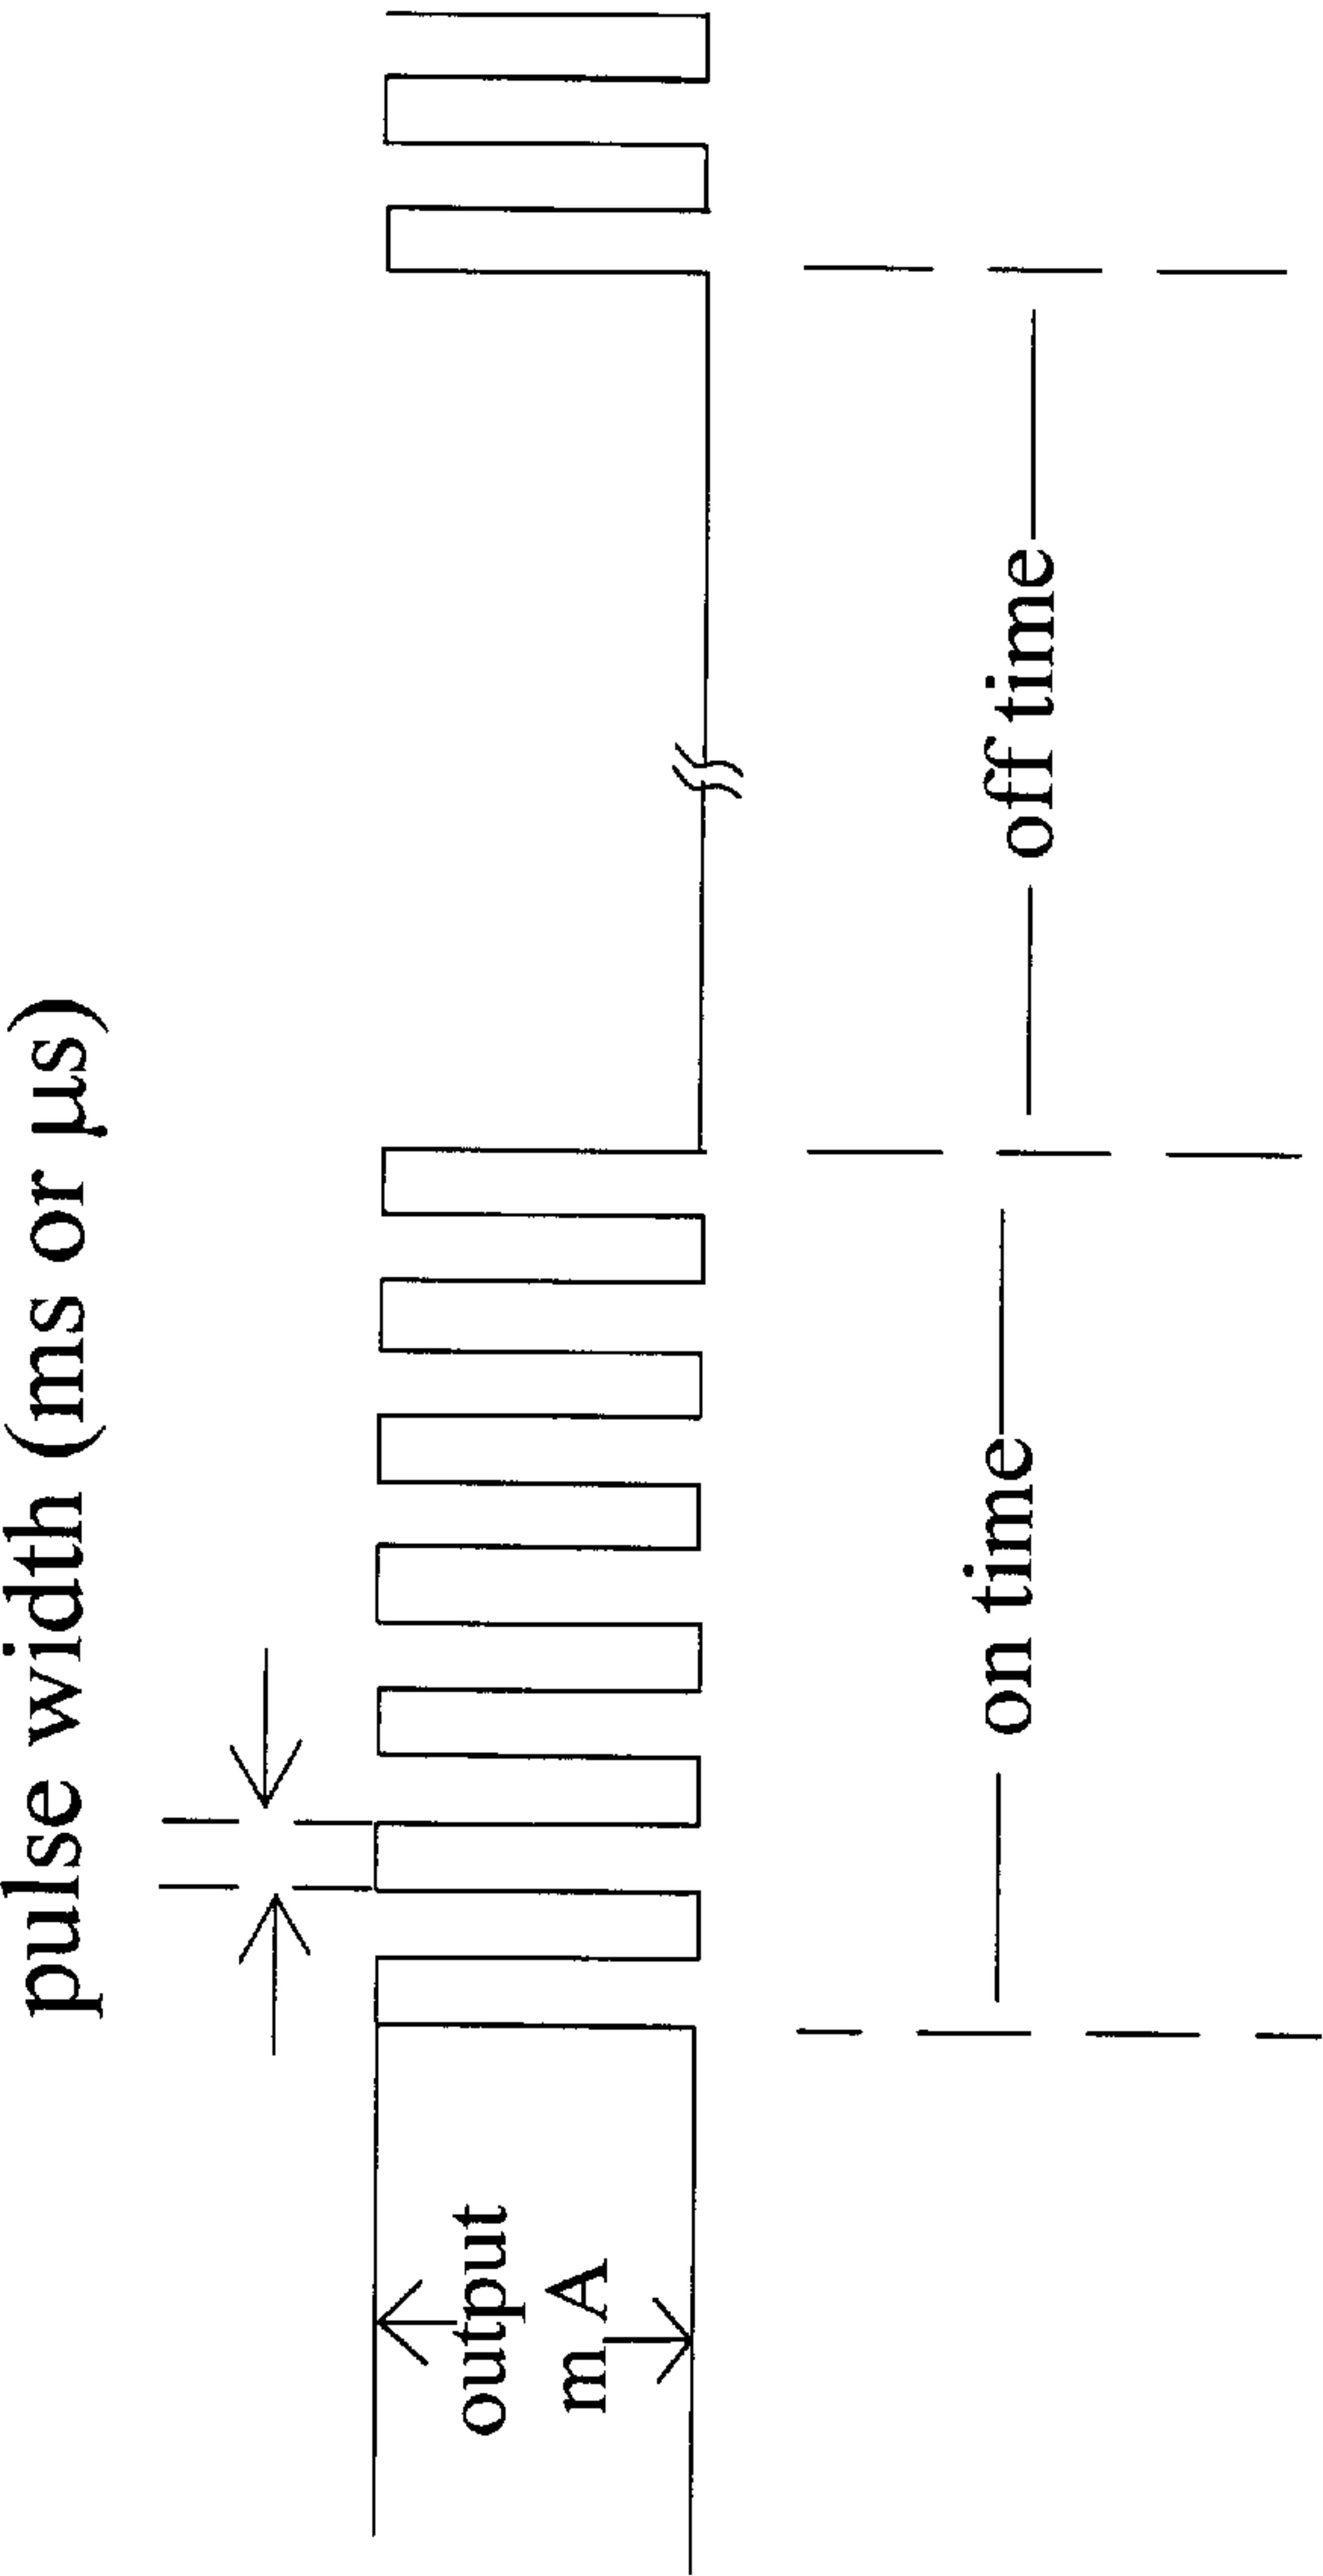 pulse width (ms or μs)
output
mA
on time
off time